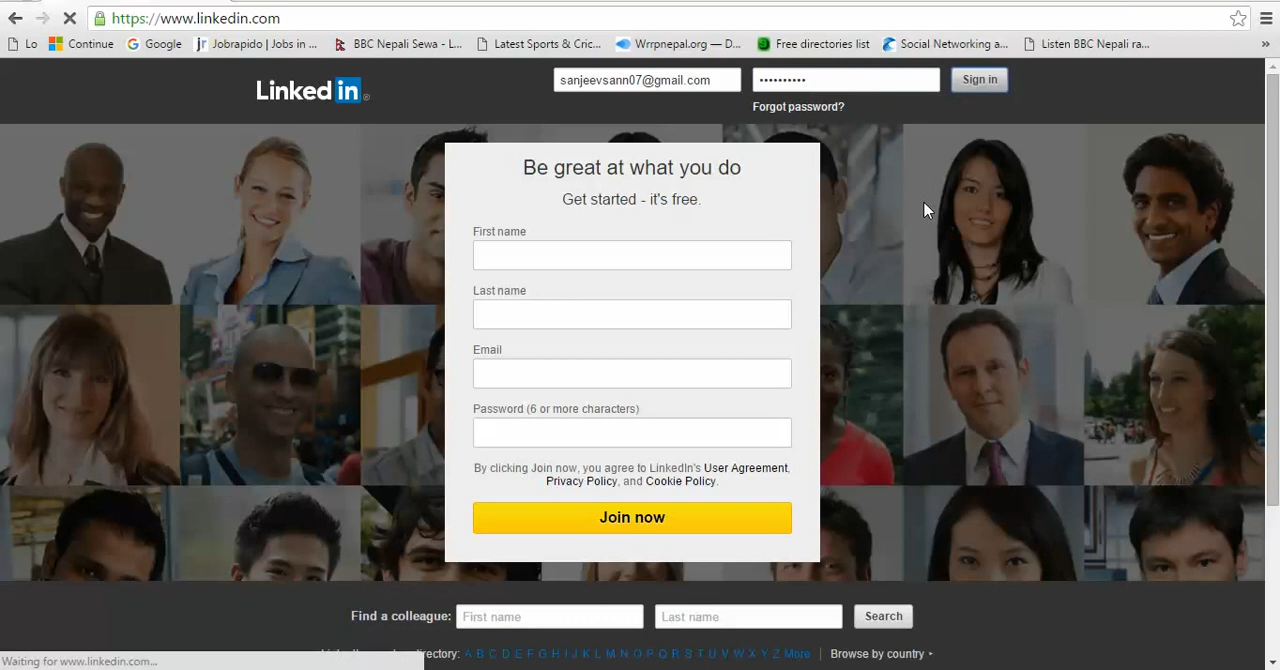 https://www.linkedin.com
Lo Continue Google Jobrapido | Jobs in ... BBC Nepali Sewa - L... Latest Sports & Cric... Wrrpnepal.org — D... Free directories list Social Networking a... Listen BBC Nepali ra... »
Linked in ® sanjeevsann07@gmail.com •••••••••• Sign in
Forgot password?
Be great at what you do
Get started - it's free.
First name
Last name
Email
Password (6 or more characters)
By clicking Join now, you agree to LinkedIn's User Agreement,
Privacy Policy, and Cookie Policy.
Join now
Find a colleague: First name Last name Search
directory: A B C D E F G H I J K L M N O P Q R S T U V W X Y Z More | Browse by country ▸
Waiting for www.linkedin.com...